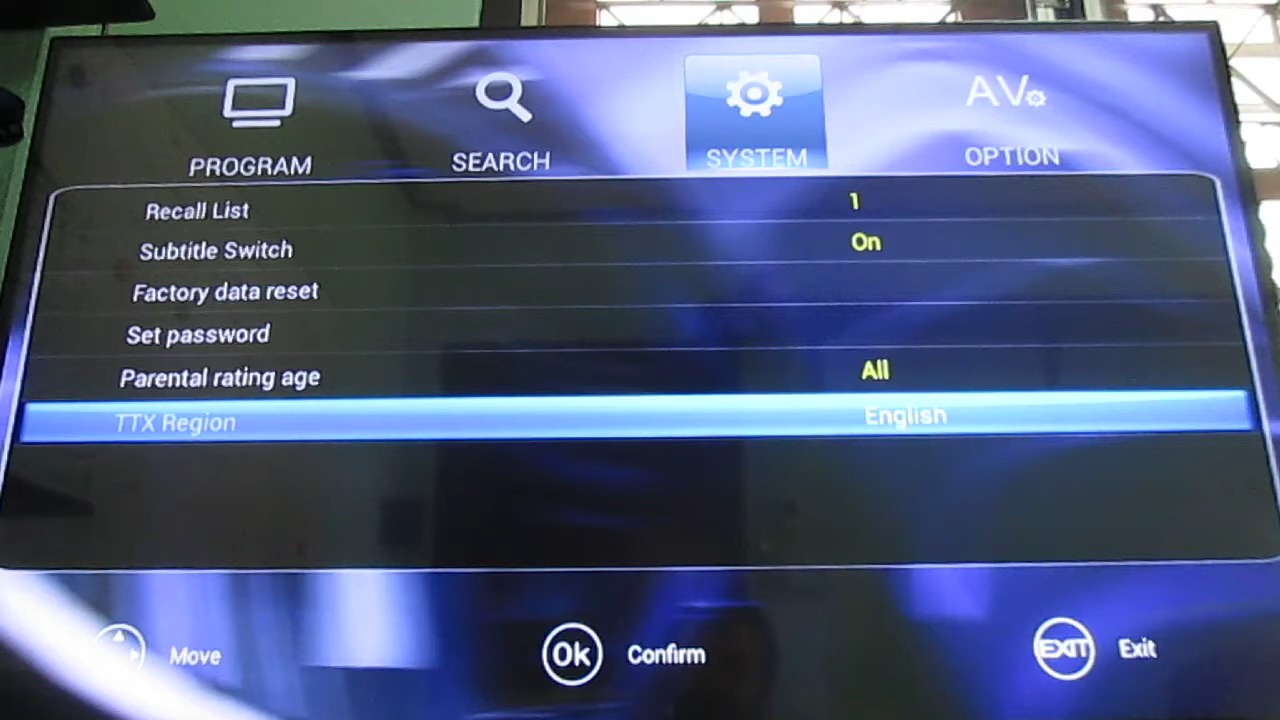 PROGRAM SEARCH SYSTEM AV OPTION
Recall List 1
Subtitle Switch On
Factory data reset
Set password
Parental rating age All
TTX Region English
Move Ok Confirm EXIT Exit